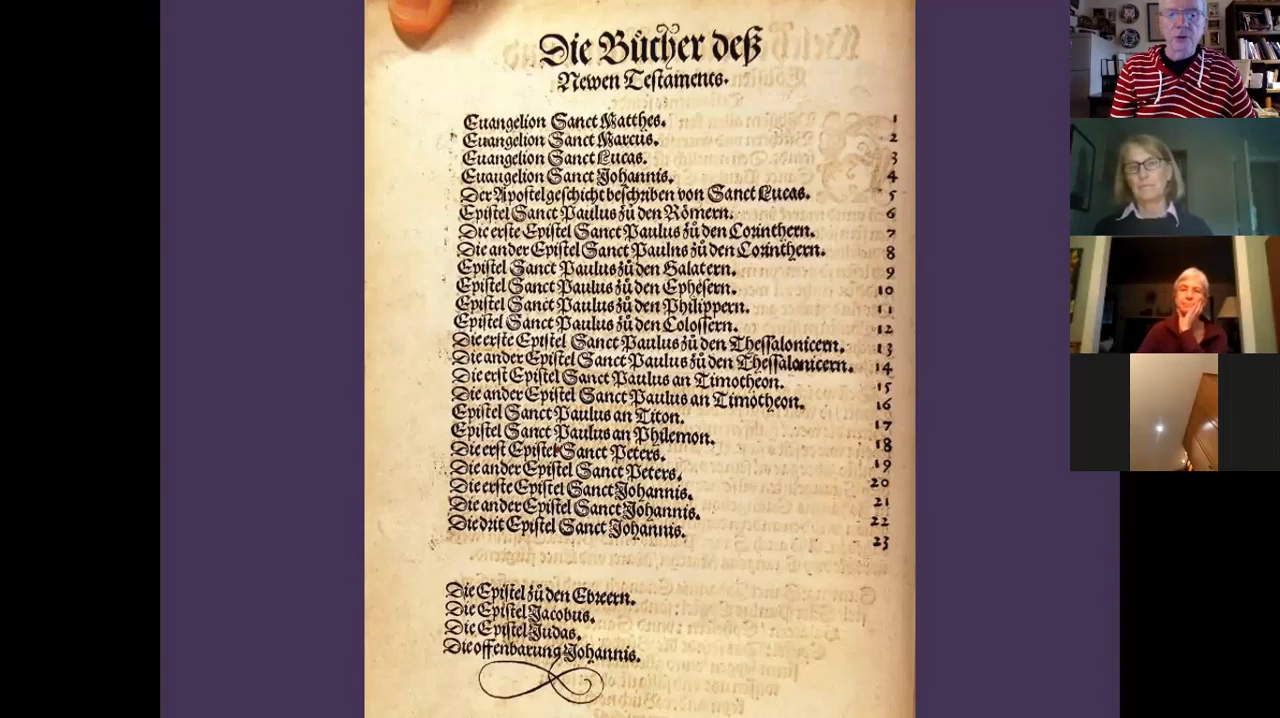 Die Bůcher deß
Newen Testaments.
Euangelion Sanct Matthes. 1
Euangelion Sanct Marcus. 2
Euangelion Sanct Lucas. 3
Euaugelion Sanct Johannis. 4
Der Apostelgeschicht beschriben von Sanct Lucas. 5
Epistel Sanct Paulus zů den Römern. 6
Die erste Epistel Sanct Paulus zů den Corinthern. 7
Die ander Epistel Sanct Paulns zů den Corinthern. 8
Epistel Sanct Paulus zů den Galatern. 9
Epistel Sanct Paulus zů den Ephesern. 10
Epistel Sanct Paulus zů den Philippern. 11
Epistel Sanct Paulus zů den Colossern. 12
Die erste Epistel Sanct Paulus zů den Thessalonicern. 13
Die ander Epistel Sanct Paulus zů den Thessalonicern. 14
Die erst Epistel Sanct Paulus an Timotheon. 15
Die ander Epistel Sanct Paulus an Timotheon. 16
Epistel Sanct Paulus an Titon. 17
Epistel Sanct Paulus an Philemon. 18
Die erst Epistel Sanct Peters. 19
Die ander Epistel Sanct Peters. 20
Die erste Epistel Sanct Johannis. 21
Die ander Epistel Sanct Johannis. 22
Die drit Epistel Sanct Johannis. 23
Die Epistel zů den Ebreern.
Die Epistel Jacobus.
Die Epistel Judas.
Die offenbarung Johannis.